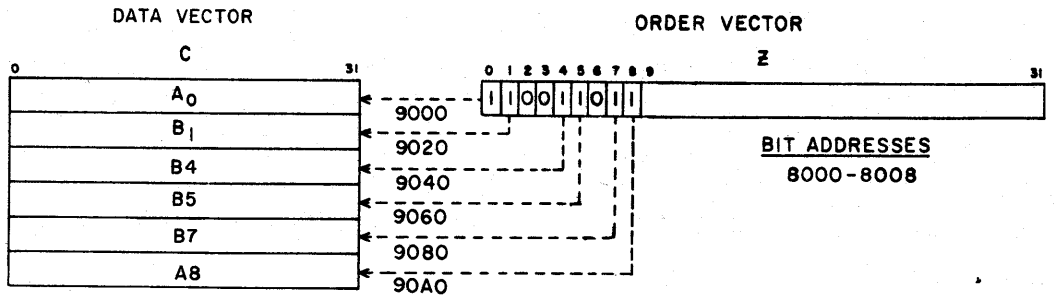 DATA VECTOR
C
0 31
A0
B1
B4
B5
B7
A8
9000
9020
9040
9060
9080
90A0
ORDER VECTOR
Z
0 1 2 3 4 5 6 7 8 9 31
1 1 0 0 1 1 0 1 1
BIT ADDRESSES
8000-8008